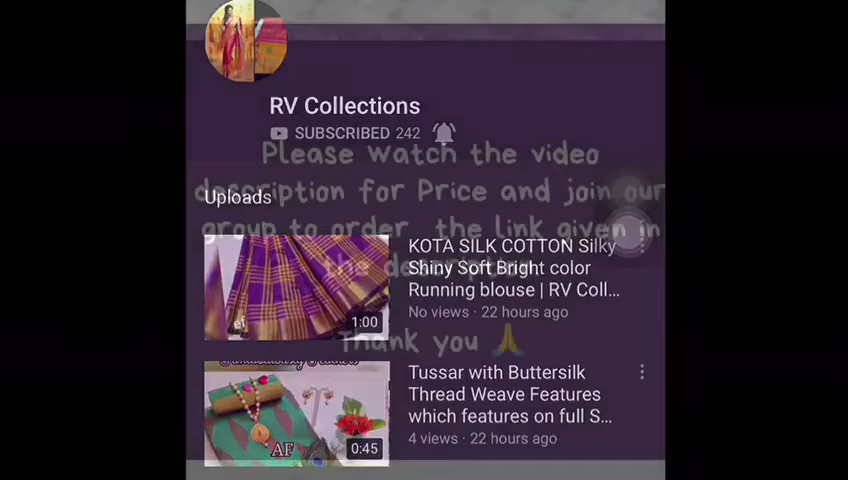 RV Collections
SUBSCRIBED 242
Please watch the video
description for Price and join our
Uploads
group to order the link given in
the description
KOTA SILK COTTON Silky
Shiny Soft Bright color
Running blouse | RV Coll...
No views · 22 hours ago
1:00
Thank you 🙏
Tussar with Buttersilk
Thread Weave Features
which features on full S...
4 views · 22 hours ago
AF
0:45